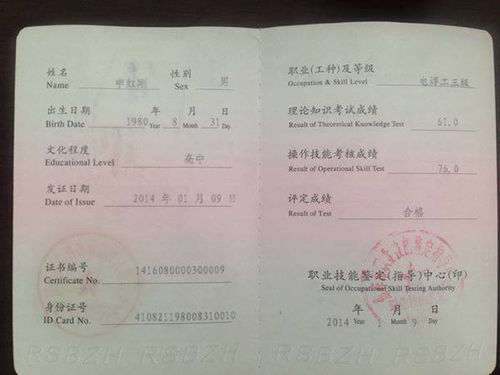 姓名 申红刚 性别 男
Name Sex
出生日期 年 月 日
Birth Date 1980 Year 8 Month 31 Day
文化程度
Educational Level 高中
发证日期 2014 年 01 月 09 日
Date of Issue
证书编号 1416080000300009
Certificate No.
身份证号 410821198008310010
ID Card No.
RSBZH RSBZH
职业(工种)及等级
Occupation & Skill Level 电焊工三级
理论知识考试成绩
Result of Theoretical Knowledge Test 61.0
操作技能考核成绩
Result of Operational Skill Test 76.0
评定成绩
Result of Test 合格
职业技能鉴定(指导)中心(印)
Seal of Occupational Skill Testing Authority
年 月 日
2014 Year 1 Month 9 Day
RSBZH RSBZH